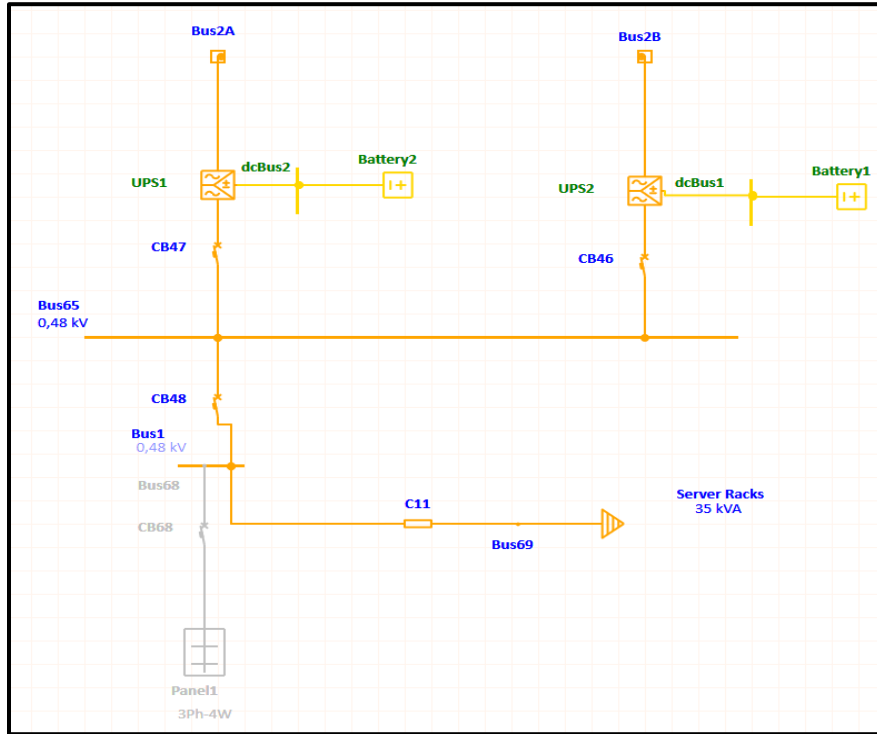 Bus2A
Bus2B
UPS1
dcBus2
Battery2
UPS2
dcBus1
Battery1
CB47
CB46
Bus65
0,48 kV
CB48
Bus1
0,48 kV
Bus68
CB68
C11
Bus69
Server Racks
35 kVA
Panel1
3Ph-4W